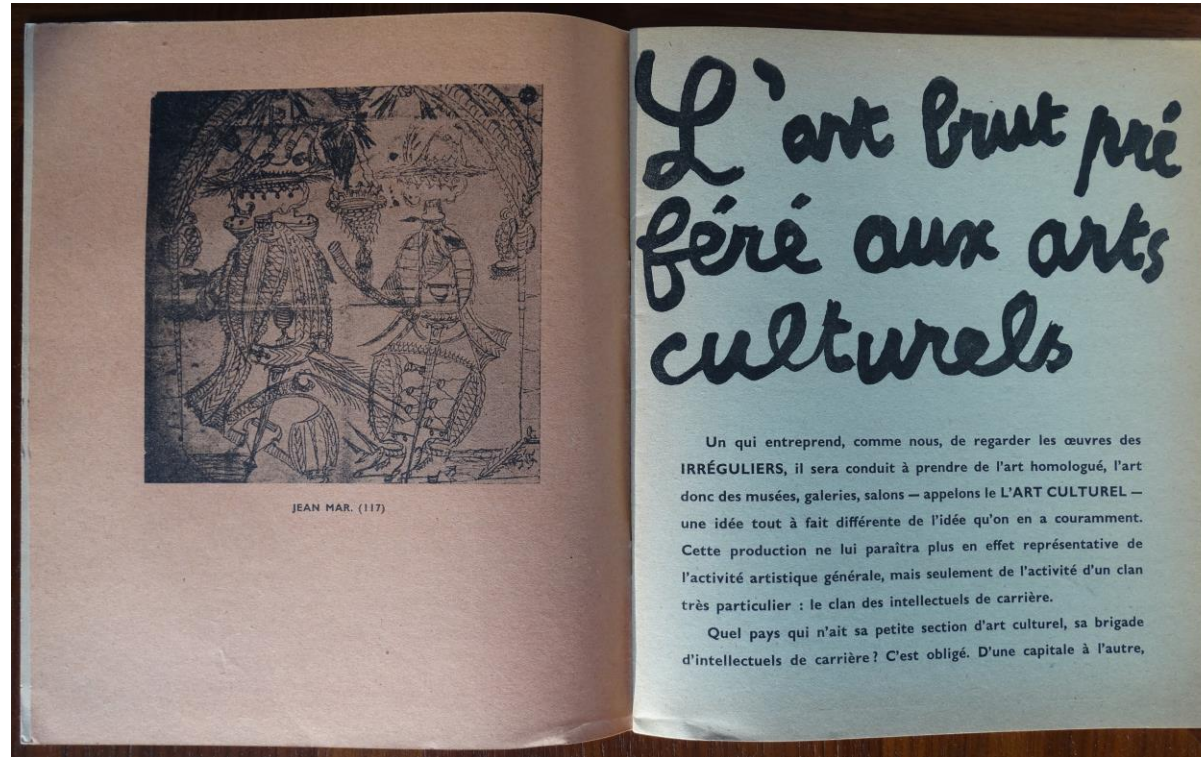 JEAN MAR. (117)
L'art brut pré
féré aux arts
culturels
Un qui entreprend, comme nous, de regarder les œuvres des
IRRÉGULIERS, il sera conduit à prendre de l'art homologué, l'art
donc des musées, galeries, salons — appelons le L'ART CULTUREL —
une idée tout à fait différente de l'idée qu'on en a couramment.
Cette production ne lui paraîtra plus en effet représentative de
l'activité artistique générale, mais seulement de l'activité d'un clan
très particulier : le clan des intellectuels de carrière.
Quel pays qui n'ait sa petite section d'art culturel, sa brigade
d'intellectuels de carrière ? C'est obligé. D'une capitale à l'autre,